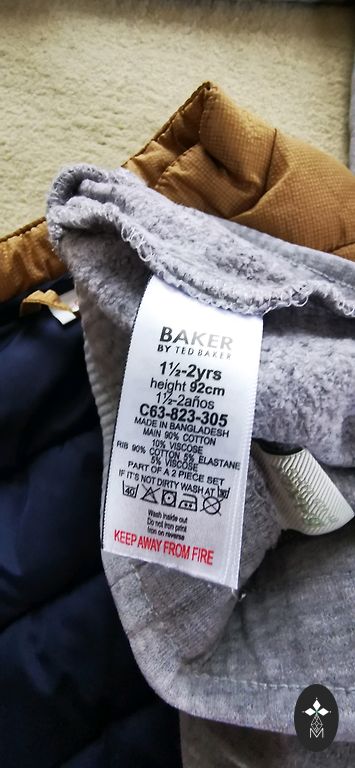 BAKER
BY TED BAKER
1½-2yrs
height 92cm
1½-2años
C63-823-305
MADE IN BANGLADESH
MAIN 90% COTTON
10% VISCOSE
RIB 90% COTTON 5% ELASTANE
5% VISCOSE
PART OF A 2 PIECE SET
IF IT'S NOT DIRTY WASH AT 30
40
Wash inside out
Do not iron print
Iron on reverse
KEEP AWAY FROM FIRE
M